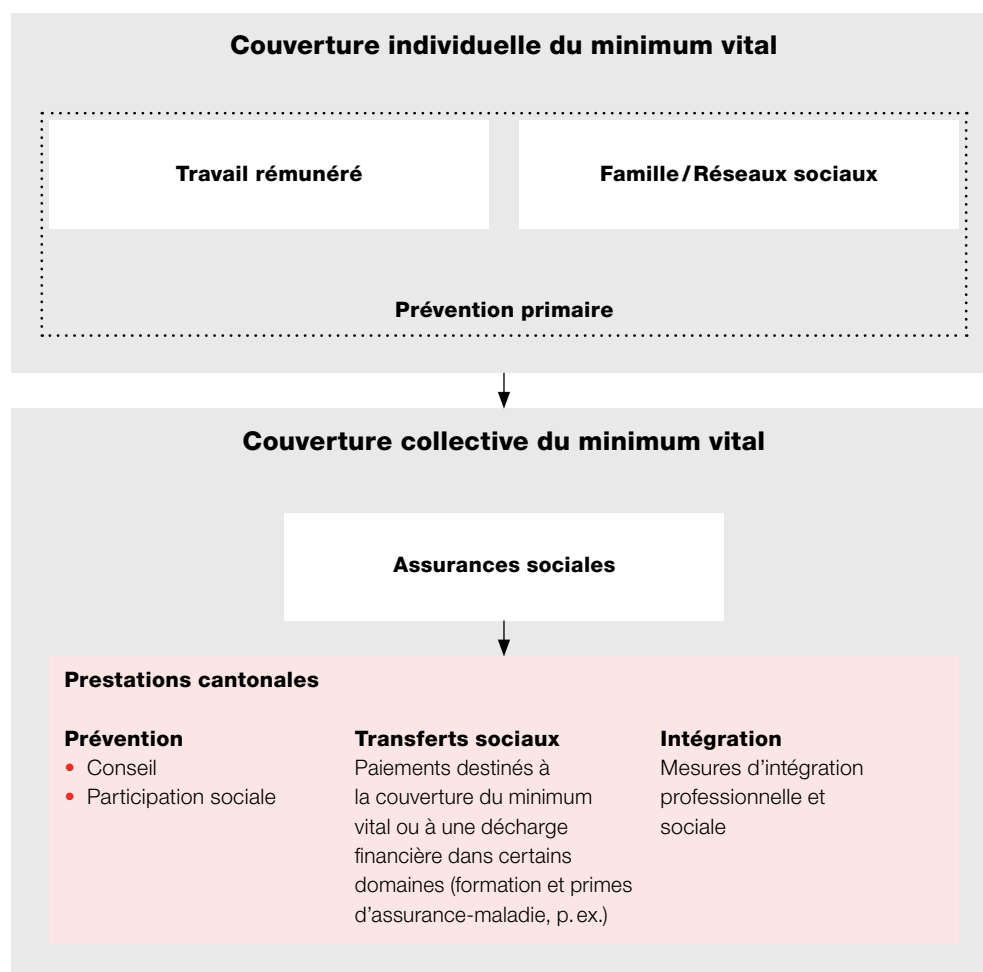 Couverture individuelle du minimum vital
Travail rémunéré
Famille/Réseaux sociaux
Prévention primaire
Couverture collective du minimum vital
Assurances sociales
Prestations cantonales
Prévention
• Conseil
• Participation sociale
Transferts sociaux
Paiements destinés à
la couverture du minimum
vital ou à une décharge
financière dans certains
domaines (formation et primes
d'assurance-maladie, p. ex.)
Intégration
Mesures d'intégration
professionnelle et
sociale